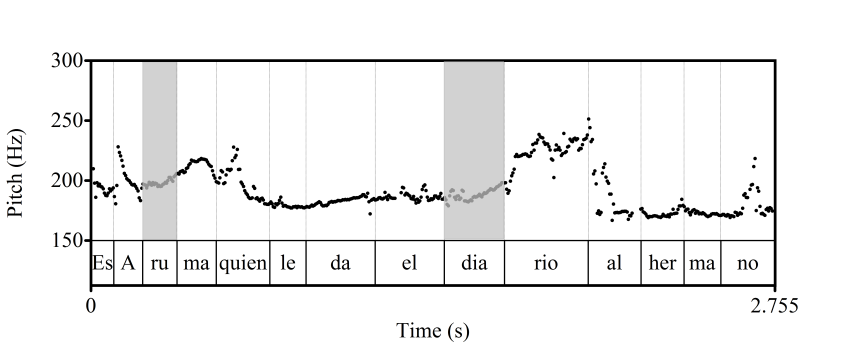 300
250
200
150
Pitch (Hz)
Es A ru ma quien le da el dia rio al her ma no
0 2.755
Time (s)